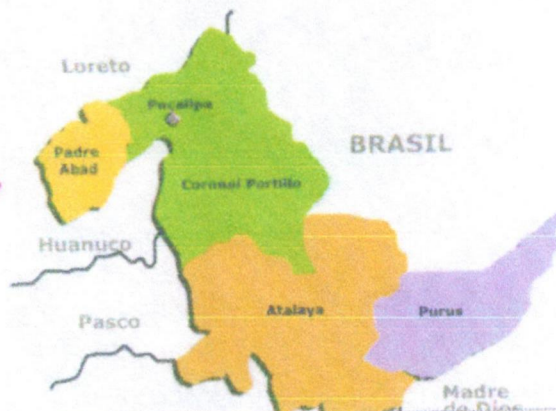 Loreto
Pucallpa
Padre
Abad
BRASIL
Coronel Portillo
Huanuco
Atalaya
Purus
Pasco
Madre
de Dios